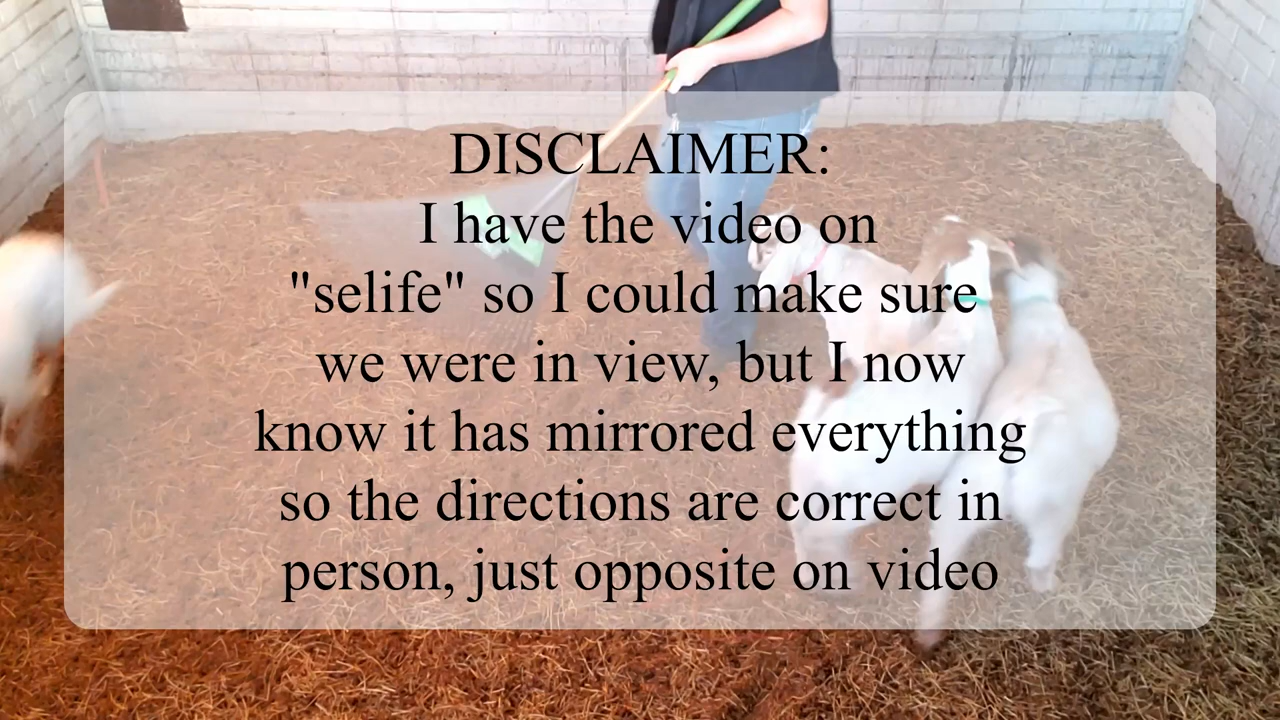 DISCLAIMER:
I have the video on
"selife" so I could make sure
we were in view, but I now
know it has mirrored everything
so the directions are correct in
person, just opposite on video